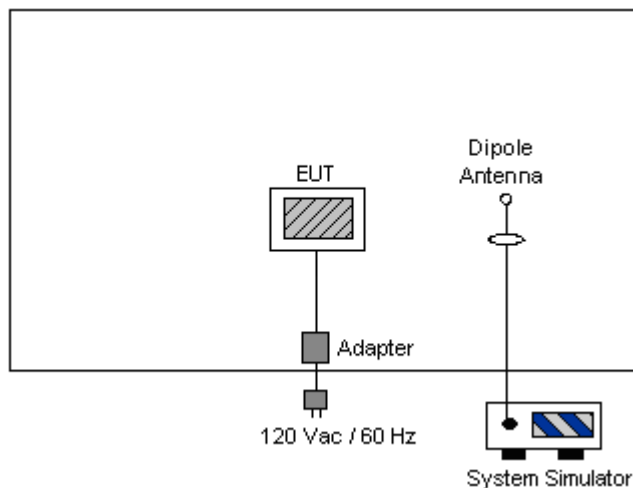 Dipole
Antenna
EUT
Adapter
120 Vac / 60 Hz
System Simulator